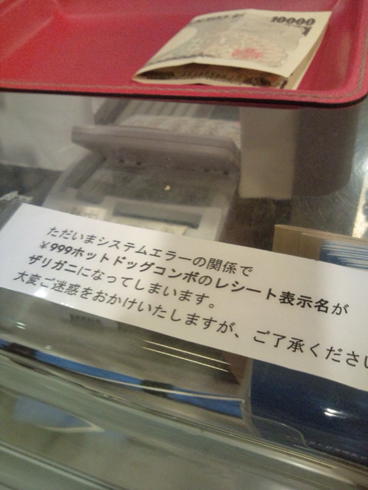 10000
ただいまシステムエラーの関係で
￥999ホットドッグコンボのレシート表示名が
ザリガニになってしまいます。
大変ご迷惑をおかけいたしますが、ご了承くださ